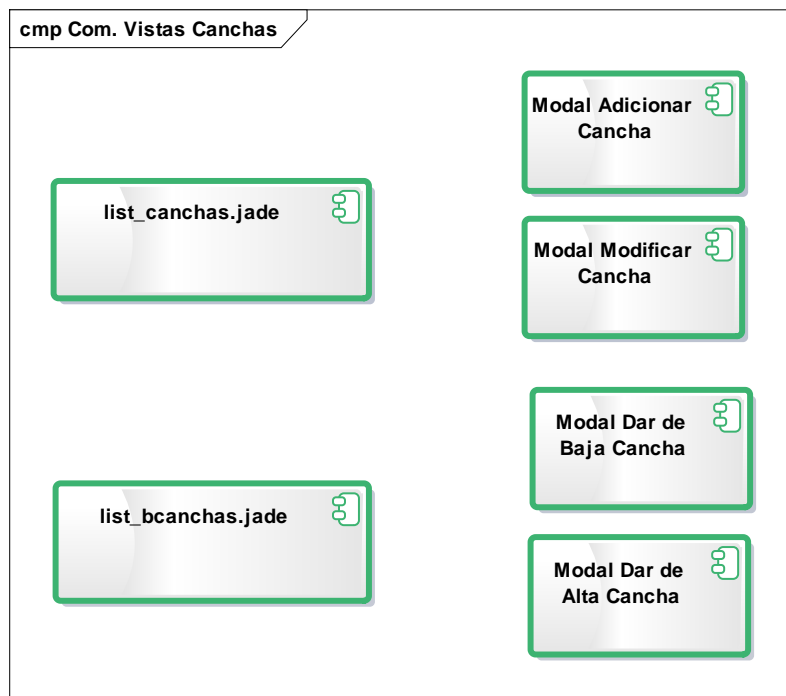 cmp Com. Vistas Canchas
Modal Adicionar
Cancha
list_canchas.jade
Modal Modificar
Cancha
Modal Dar de
Baja Cancha
list_bcanchas.jade
Modal Dar de
Alta Cancha